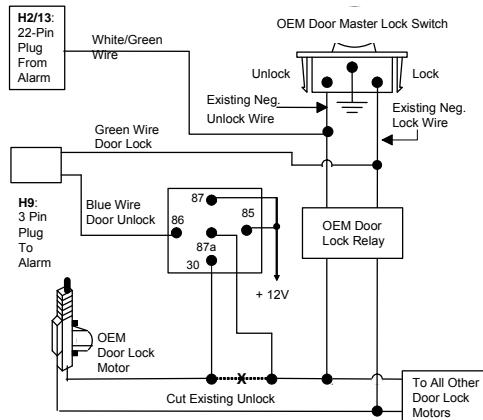 H2/13:
22-Pin
Plug
From
Alarm
White/Green
Wire
OEM Door Master Lock Switch
Unlock
Lock
Existing Neg.
Unlock Wire
Existing Neg.
Lock Wire
Green Wire
Door Lock
H9:
3 Pin
Plug
To
Alarm
Blue Wire
Door Unlock
87
86
85
87a
30
+ 12V
OEM Door
Lock Relay
OEM
Door Lock
Motor
X
Cut Existing Unlock
To All Other
Door Lock
Motors